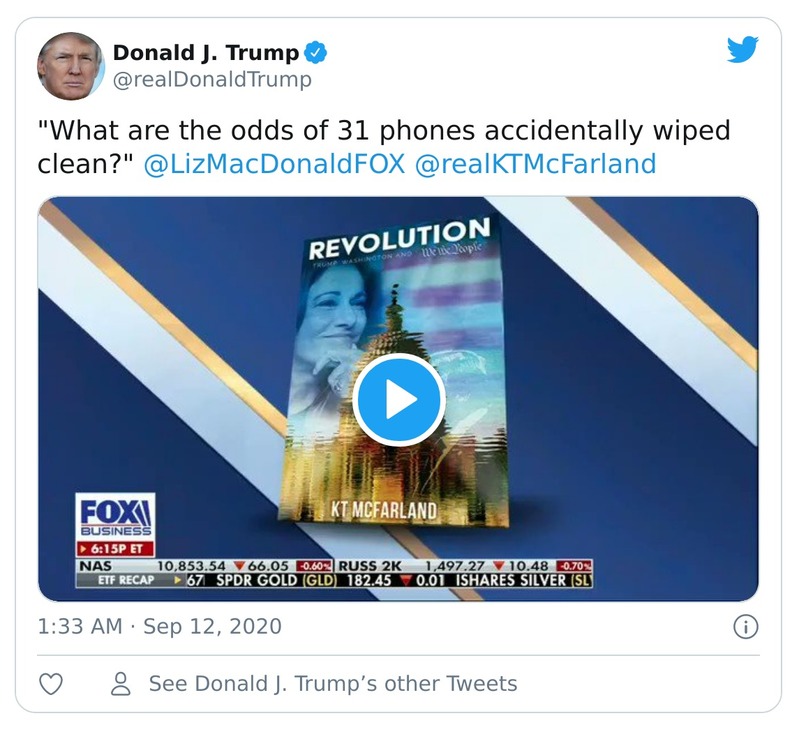 Donald J. Trump
@realDonaldTrump
"What are the odds of 31 phones accidentally wiped
clean?" @LizMacDonaldFOX @realKTMcFarland
REVOLUTION
TRUMP, WASHINGTON AND We the People
KT MCFARLAND
FOX
BUSINESS
6:15P ET
NAS 10,853.54 ▼66.05 -0.60% RUSS 2K 1,497.27 ▼10.48 -0.70%
ETF RECAP 67 SPDR GOLD (GLD) 182.45 ▼0.01 ISHARES SILVER (SL
1:33 AM · Sep 12, 2020
See Donald J. Trump’s other Tweets